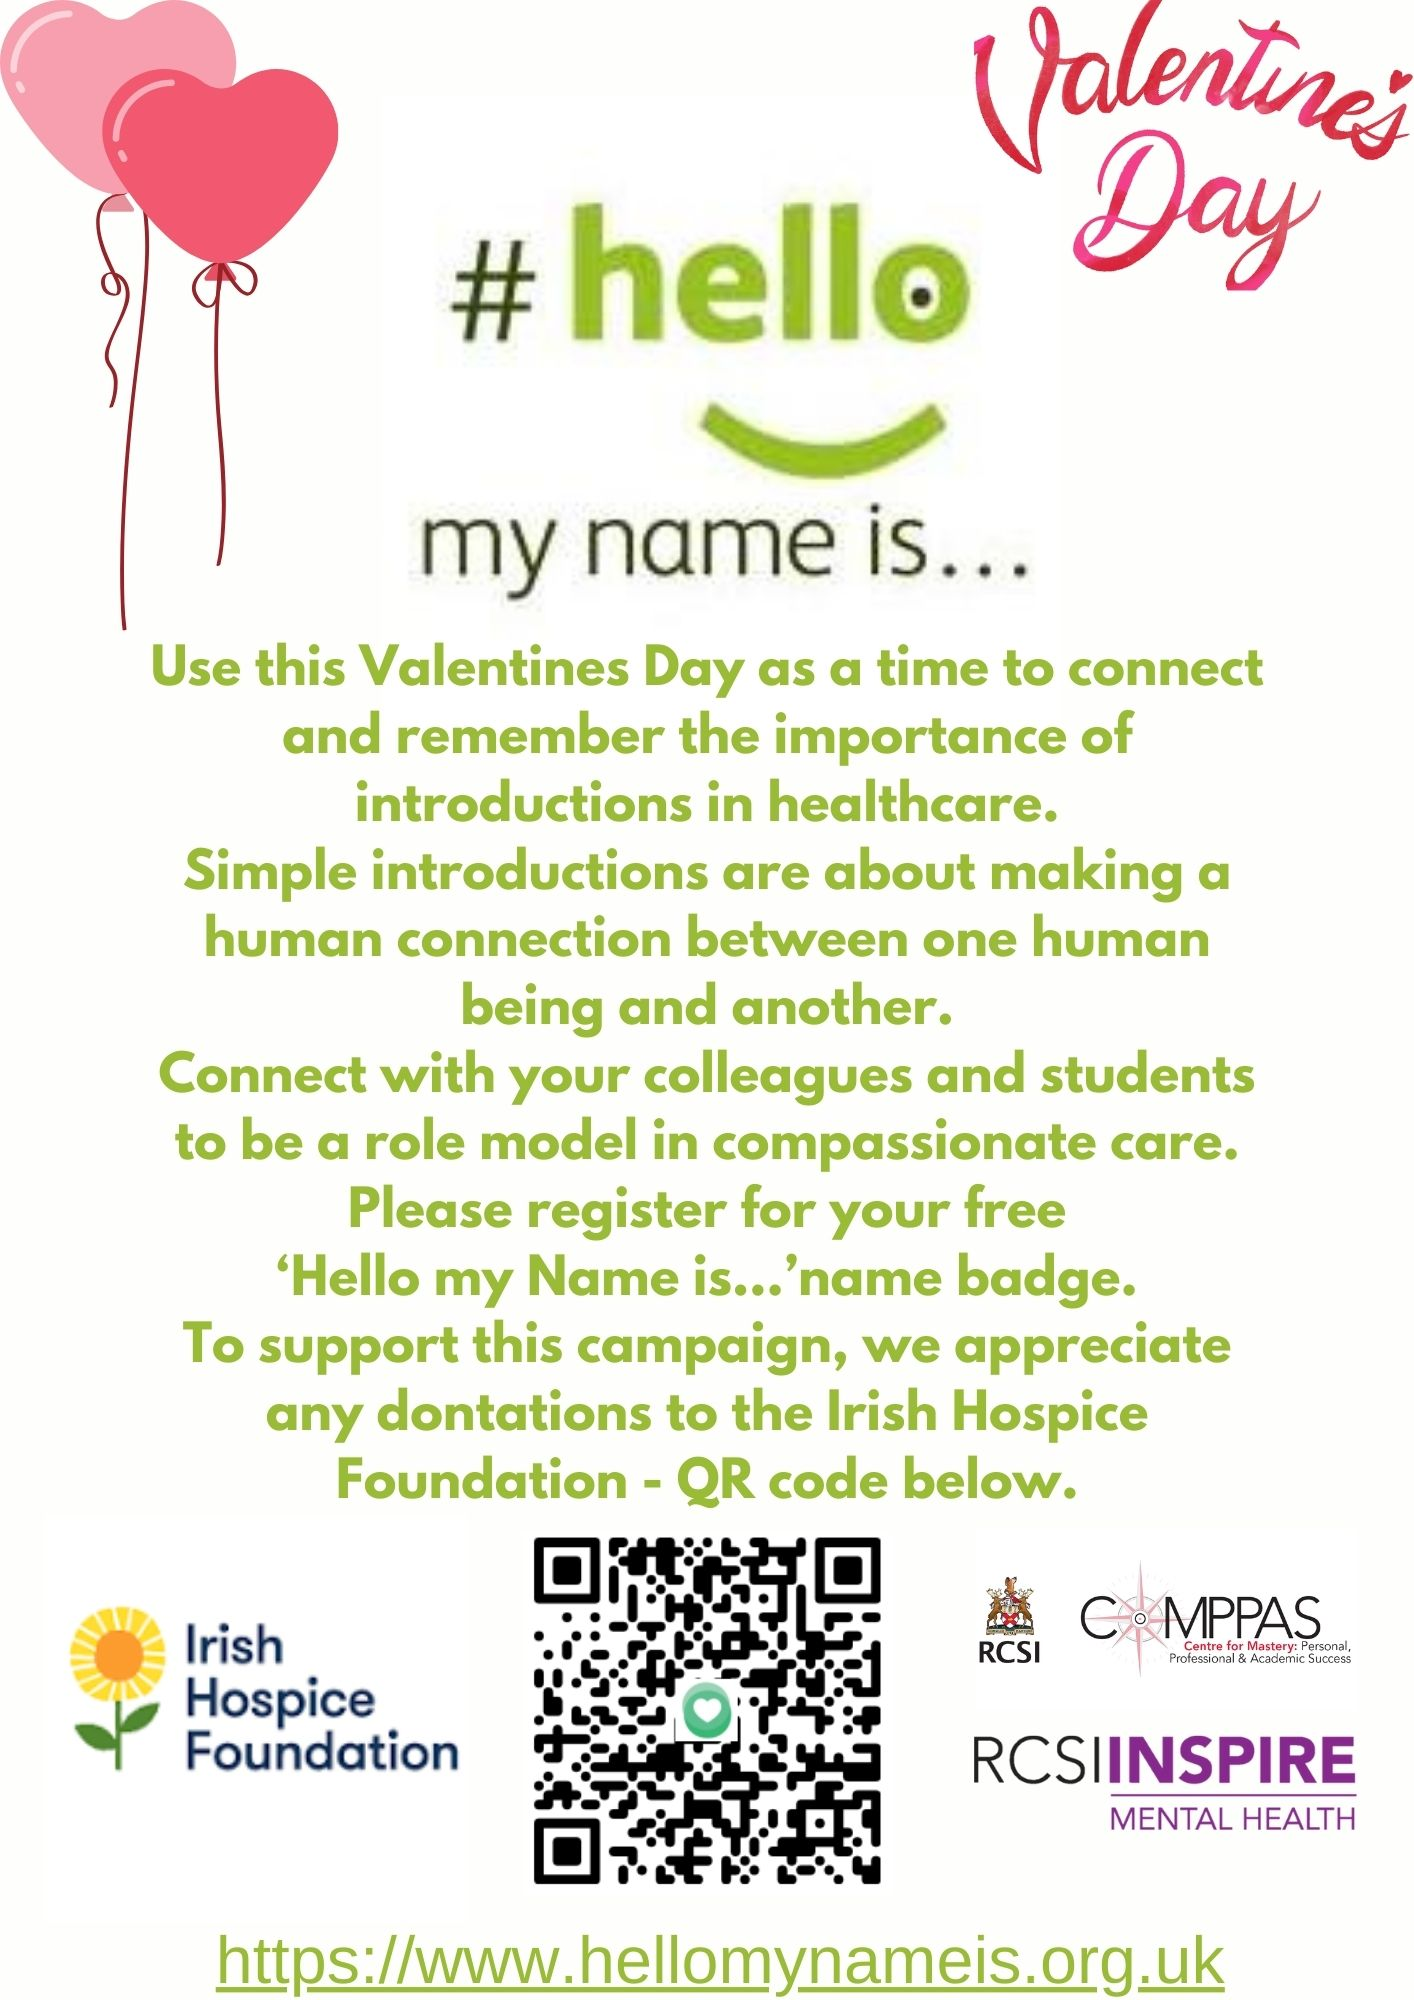 Valentine's
Day
# hello
my name is...
Use this Valentines Day as a time to connect
and remember the importance of
introductions in healthcare.
Simple introductions are about making a
human connection between one human
being and another.
Connect with your colleagues and students
to be a role model in compassionate care.
Please register for your free
‘Hello my Name is...’name badge.
To support this campaign, we appreciate
any dontations to the Irish Hospice
Foundation - QR code below.
Irish
Hospice
Foundation
RCSI
COMPPAS
Centre for Mastery: Personal,
Professional & Academic Success
RCSI INSPIRE
MENTAL HEALTH
https://www.hellomynameis.org.uk